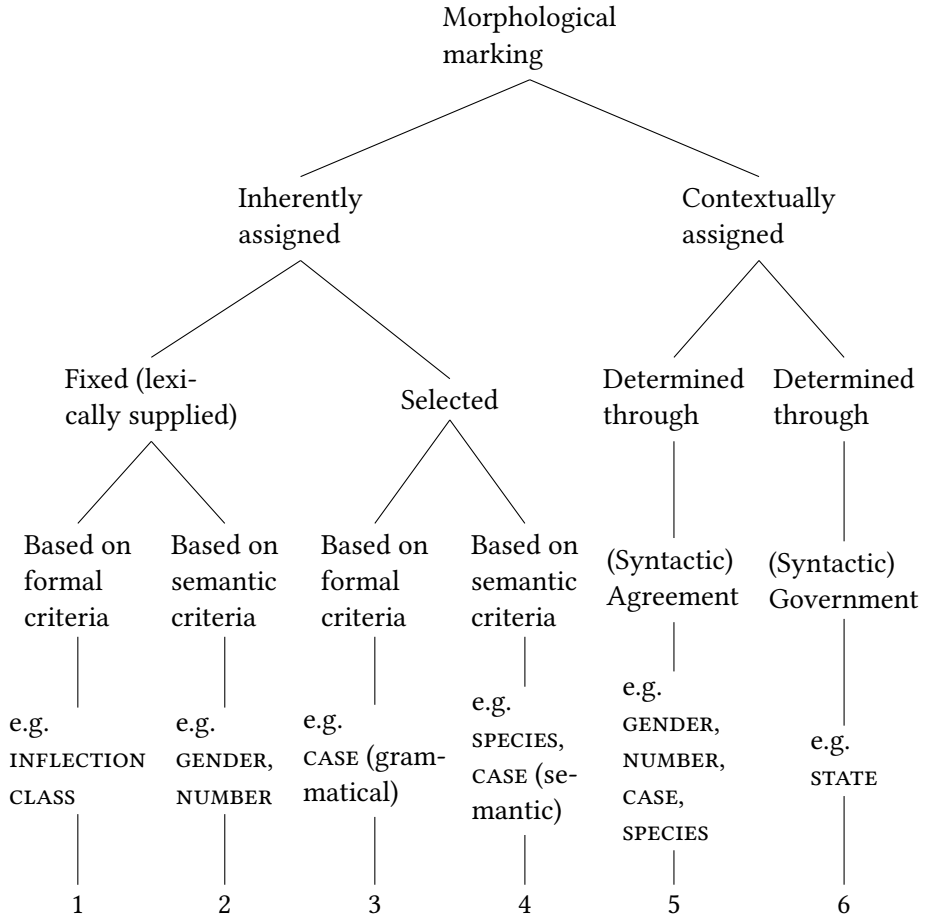 Morphological
marking
Inherently
assigned
Contextually
assigned
Fixed (lexi-
cally supplied)
Selected
Determined
through
Determined
through
Based on
formal
criteria
Based on
semantic
criteria
Based on
formal
criteria
Based on
semantic
criteria
(Syntactic)
Agreement
(Syntactic)
Government
e.g.
INFLECTION
CLASS
e.g.
GENDER,
NUMBER
e.g.
CASE (gram-
matical)
e.g.
SPECIES,
CASE (se-
mantic)
e.g.
GENDER,
NUMBER,
CASE,
SPECIES
e.g.
STATE
1 2 3 4 5 6